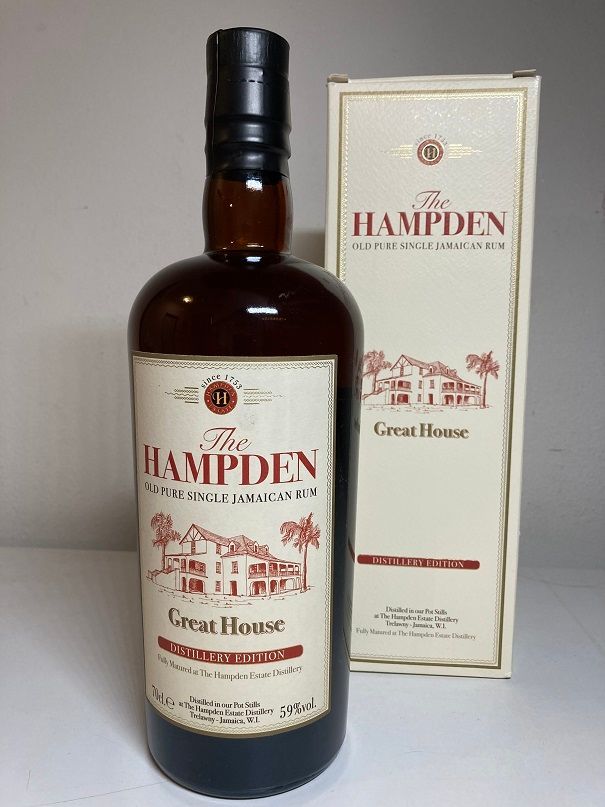 since 1753
HAMPDEN
ESTATE
H
The
HAMPDEN
OLD PURE SINGLE JAMAICAN RUM
Great House
DISTILLERY EDITION
Fully Matured at The Hampden Estate Distillery
70cl.e
Distilled in our Pot Stills
at The Hampden Estate Distillery
Trelawny - Jamaica, W.I.
59%vol.
since 1753
H
The
HAMPDEN
OLD PURE SINGLE JAMAICAN RUM
Great House
DISTILLERY EDITION
Distilled in our Pot Stills
at The Hampden Estate Distillery
Trelawny - Jamaica, W.I.
Fully Matured at The Hampden Estate Distillery